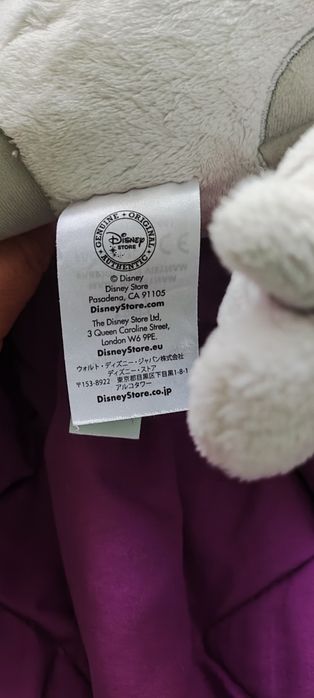 GENUINE • ORIGINAL
Disney
STORE
AUTHENTIC
© Disney
Disney Store
Pasadena, CA 91105
DisneyStore.com
The Disney Store Ltd,
3 Queen Caroline Street,
London W6 9PE.
DisneyStore.eu
ウォルト・ディズニー・ジャパン株式会社
ディズニー・ストア
〒153-8922 東京都目黒区下目黒1-8-1
アルコタワー
DisneyStore.co.jp